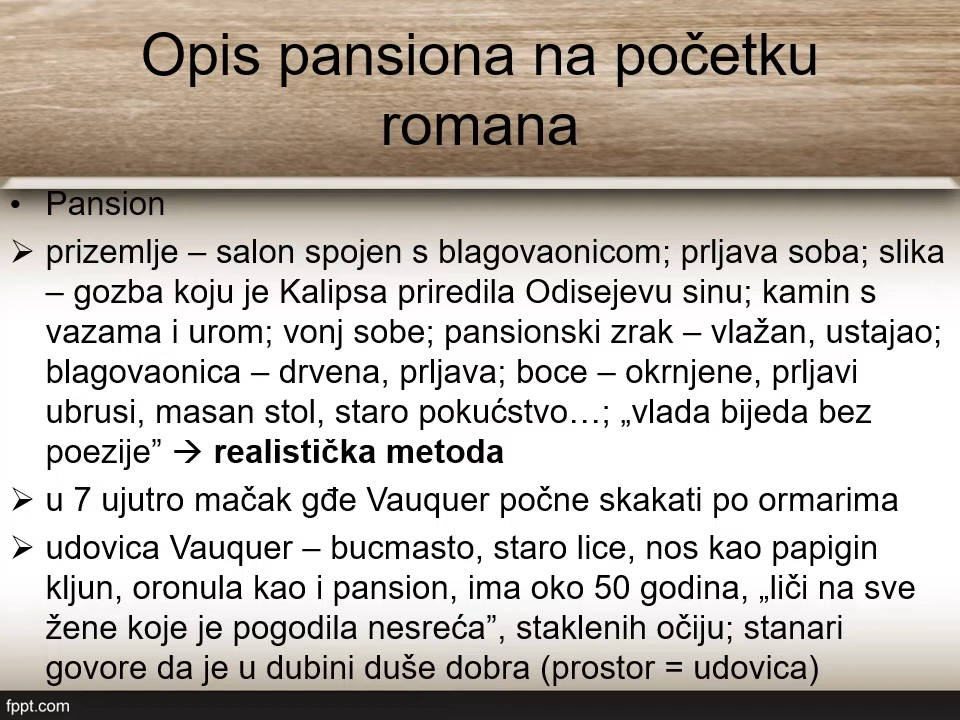 Opis pansiona na početku
romana
• Pansion
➢ prizemlje – salon spojen s blagovaonicom; prljava soba; slika
– gozba koju je Kalipsa priredila Odisejevu sinu; kamin s
vazama i urom; vonj sobe; pansionski zrak – vlažan, ustajao;
blagovaonica – drvena, prljava; boce – okrnjene, prljavi
ubrusi, masan stol, staro pokućstvo…; „vlada bijeda bez
poezije” → realistička metoda
➢ u 7 ujutro mačak gđe Vauquer počne skakati po ormarima
➢ udovica Vauquer – bucmasto, staro lice, nos kao papigin
kljun, oronula kao i pansion, ima oko 50 godina, „liči na sve
žene koje je pogodila nesreća”, staklenih očiju; stanari
govore da je u dubini duše dobra (prostor = udovica)
fppt.com